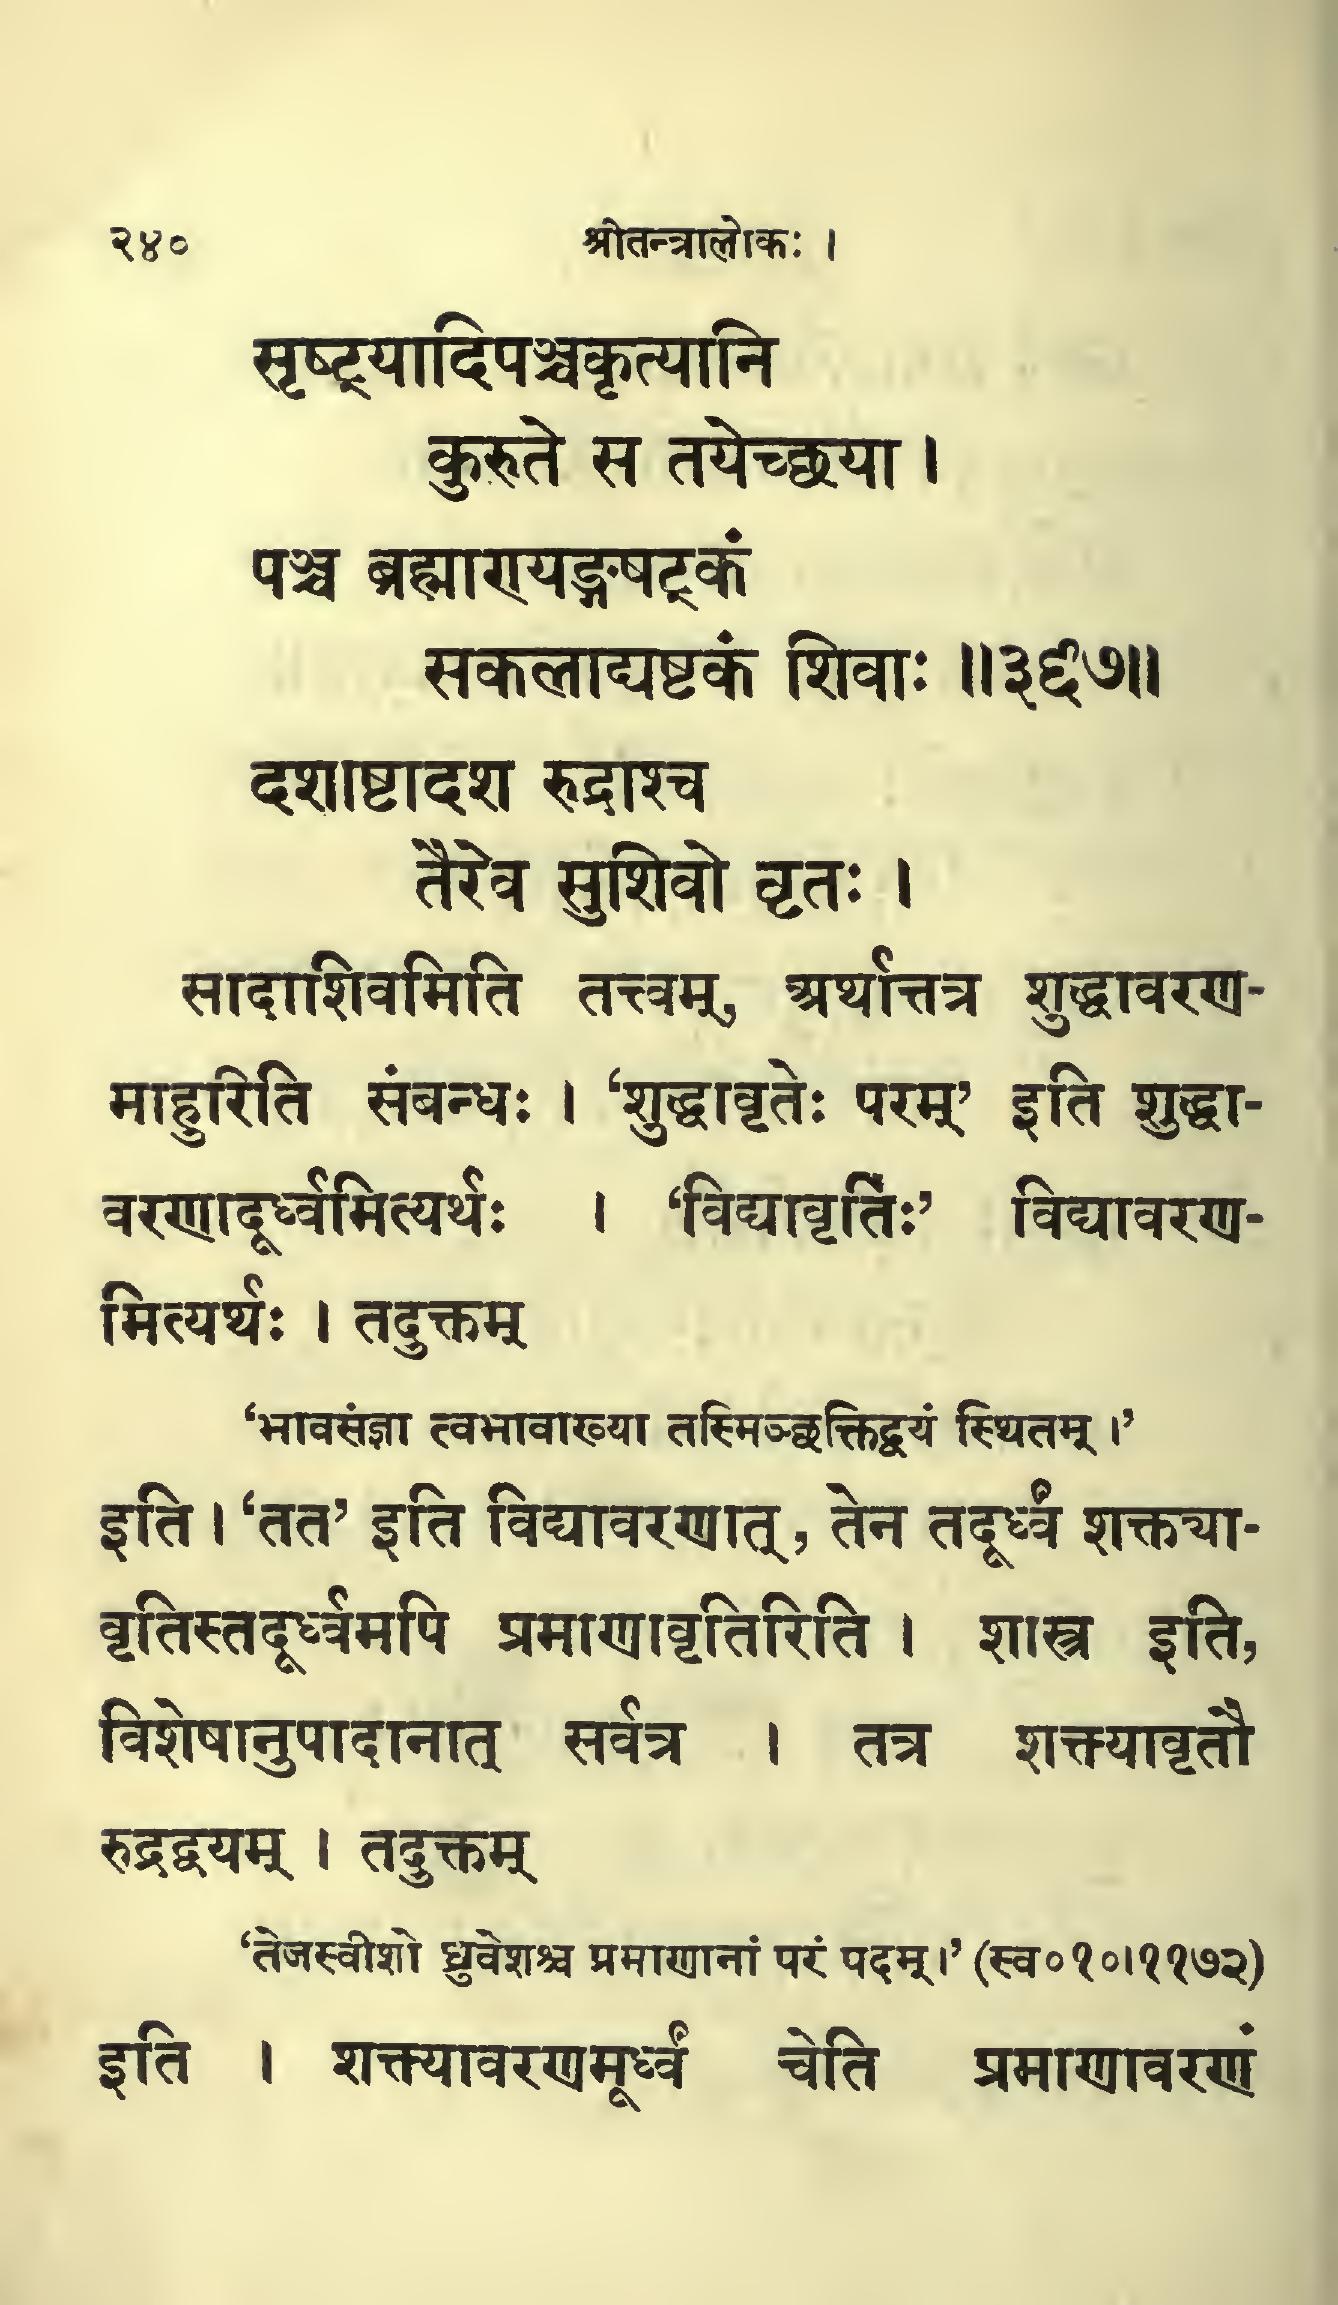 २४० श्रीतन्त्रालोकः ।
सृष्ट्यादिपञ्चकृत्यानि
कुरुते स तयेच्छया ।
पञ्च ब्रह्माण्यङ्गषट्कं
सकलाद्यष्टकं शिवाः ॥३६७॥
दशाष्टादश रुद्राश्च
तैरेव सुशिवो वृतः ।
सादाशिवमिति तत्त्वम्, अर्थात्तत्र शुद्धावरण-
माहुरिति संबन्धः । ‘शुद्धावृतेः परम्’ इति शुद्धा-
वरणादूर्ध्वमित्यर्थः । ‘विद्यावृर्तिः’ विद्यावरण-
मित्यर्थः । तदुक्तम्
‘भावसंज्ञा त्वभावाख्या तस्मिञ्छक्तिद्वयं स्थितम् ।’
इति । ‘तत’ इति विद्यावरणात्, तेन तदूर्ध्वं शक्त्या-
वृतिस्तदूर्ध्वमपि प्रमाणावृतिरिति । शास्त्र इति,
विशेषानुपादानात् सर्वत्र । तत्र शक्त्यावृतौ
रुद्रद्वयम् । तदुक्तम्
‘तेजस्वीशो ध्रुवेशश्च प्रमाणानां परं पदम् ।’ (स्व०१०।११७२)
इति । शक्त्यावरणमूर्ध्वं चेति प्रमाणावरणं